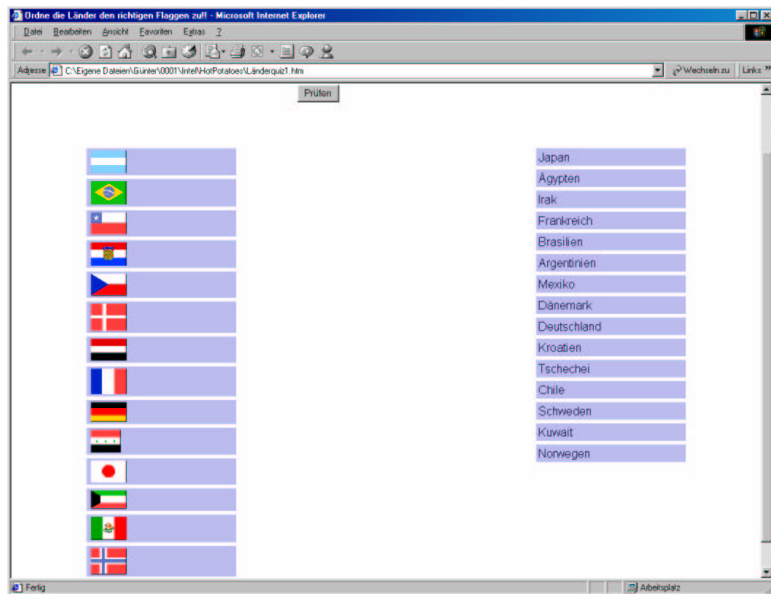 Ordne die Länder den richtigen Flaggen zu!! - Microsoft Internet Explorer
Datei Bearbeiten Ansicht Favoriten Extras ?
Adresse C:\Eigene Dateien\Günter\0001\Intel\HotPotatoes\Länderquiz1.htm Wechseln zu Links »
Prüfen
Japan
Ägypten
Irak
Frankreich
Brasilien
Argentinien
Mexiko
Dänemark
Deutschland
Kroatien
Tschechei
Chile
Schweden
Kuwait
Norwegen
Fertig Arbeitsplatz